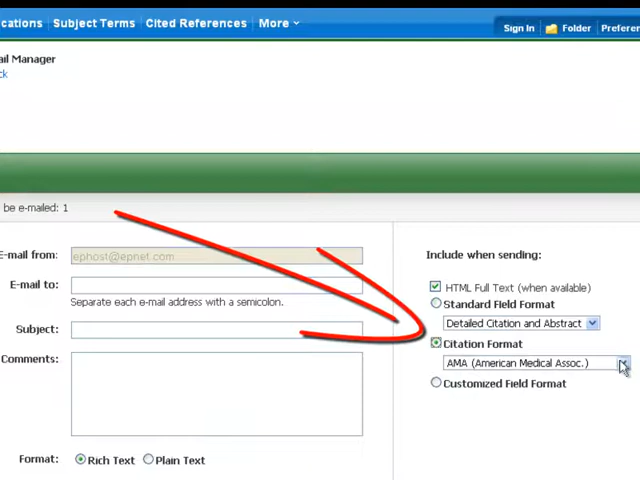 cations Subject Terms Cited References More
Sign In Folder Preferen
ail Manager
ck
be e-mailed: 1
E-mail from: ephost@epnet.com
E-mail to:
Separate each e-mail address with a semicolon.
Subject:
Comments:
Format: Rich Text Plain Text
Include when sending:
HTML Full Text (when available)
Standard Field Format
Detailed Citation and Abstract
Citation Format
AMA (American Medical Assoc.)
Customized Field Format